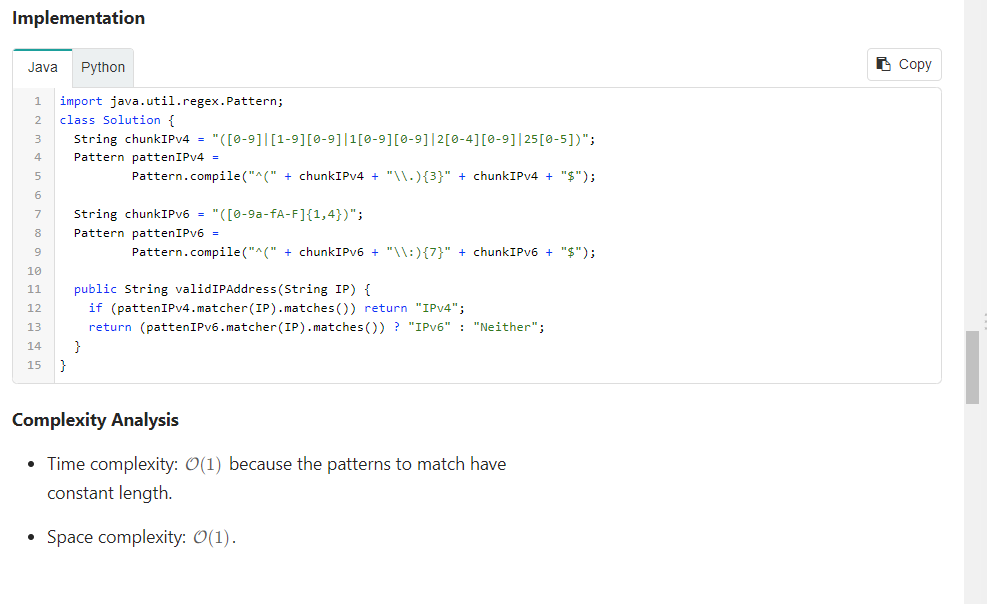 Implementation
Java Python Copy
1 import java.util.regex.Pattern;
2 class Solution {
3   String chunkIPv4 = "([0-9]|[1-9][0-9]|1[0-9][0-9]|2[0-4][0-9]|25[0-5])";
4   Pattern pattenIPv4 =
5           Pattern.compile("^(" + chunkIPv4 + "\\.){3}" + chunkIPv4 + "$");
6
7   String chunkIPv6 = "([0-9a-fA-F]{1,4})";
8   Pattern pattenIPv6 =
9           Pattern.compile("^(" + chunkIPv6 + "\\:){7}" + chunkIPv6 + "$");
10
11   public String validIPAddress(String IP) {
12     if (pattenIPv4.matcher(IP).matches()) return "IPv4";
13     return (pattenIPv6.matcher(IP).matches()) ? "IPv6" : "Neither";
14   }
15 }
Complexity Analysis
• Time complexity: O(1) because the patterns to match have
constant length.
• Space complexity: O(1).